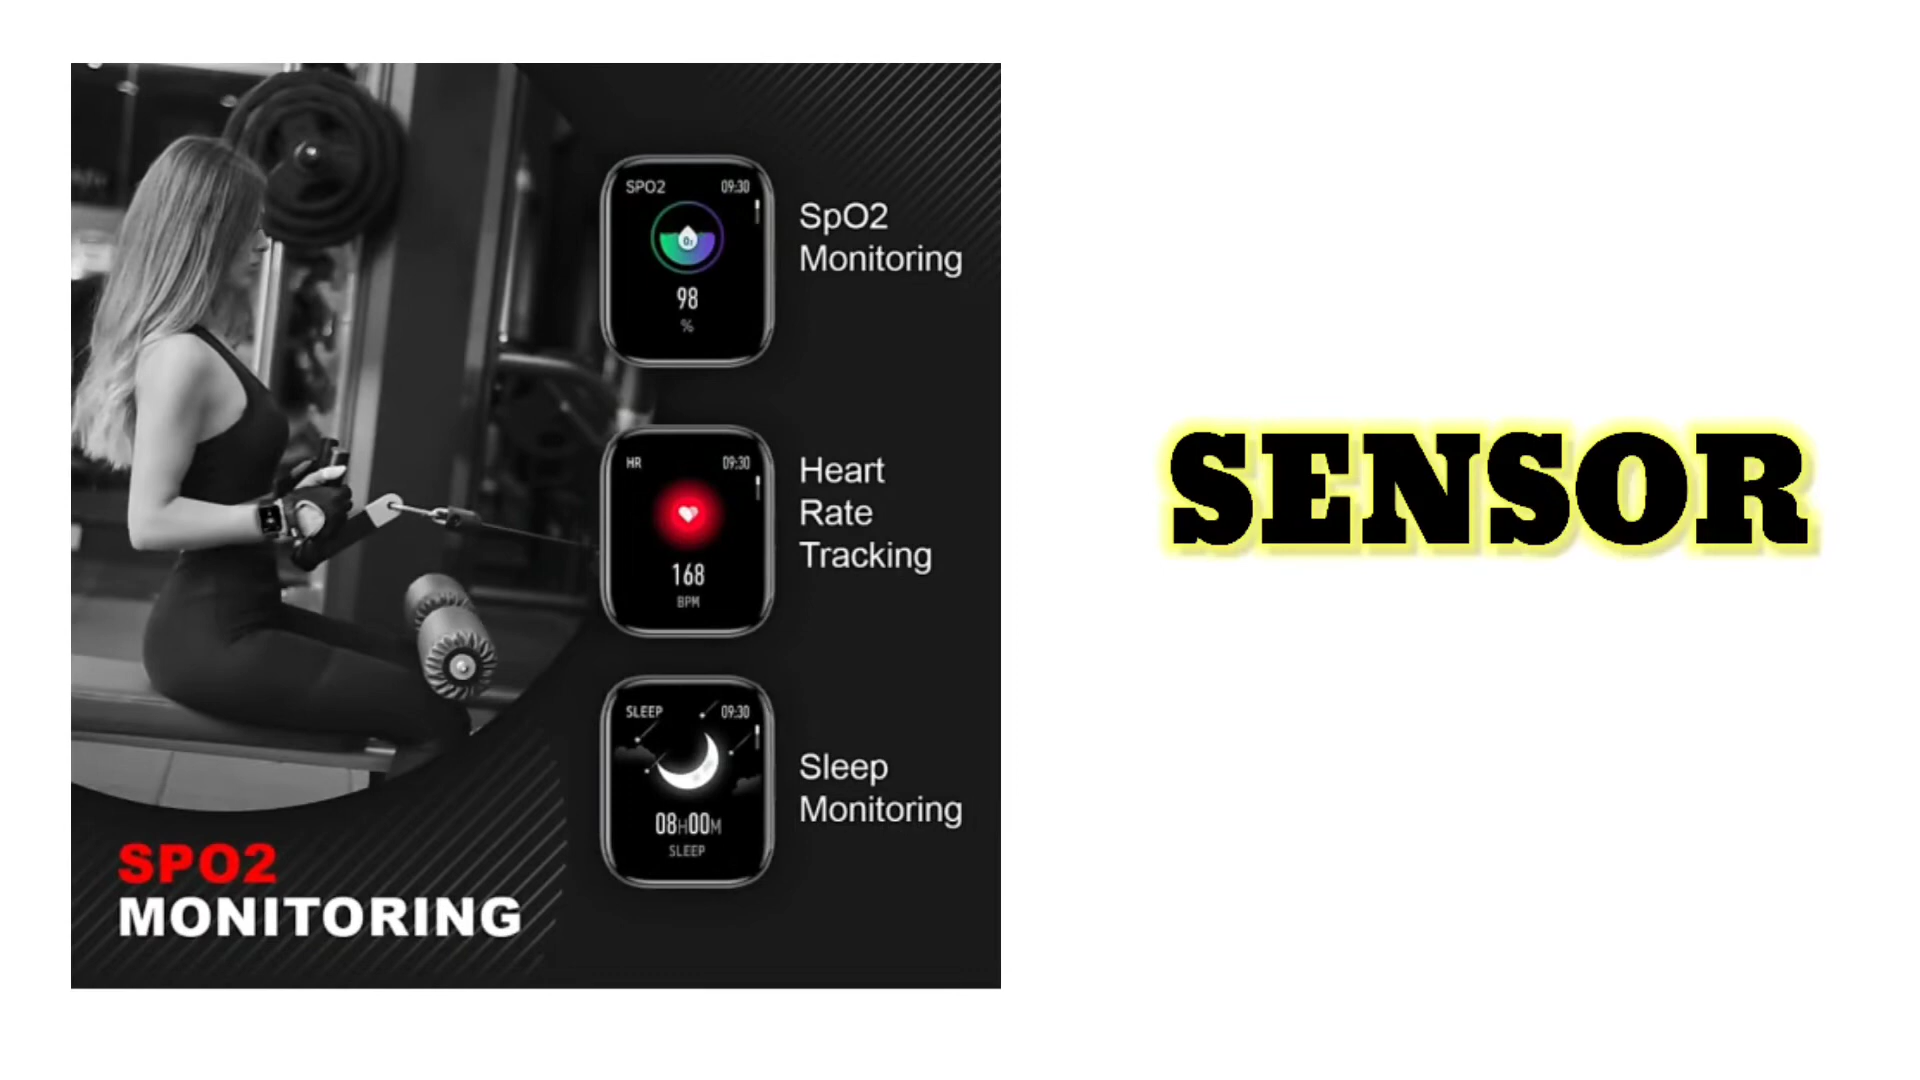 SPO2 09:30
98
%
SpO2
Monitoring
HR 09:30
168
BPM
Heart
Rate
Tracking
SLEEP 09:30
08H00M
SLEEP
Sleep
Monitoring
SPO2
MONITORING
SENSOR